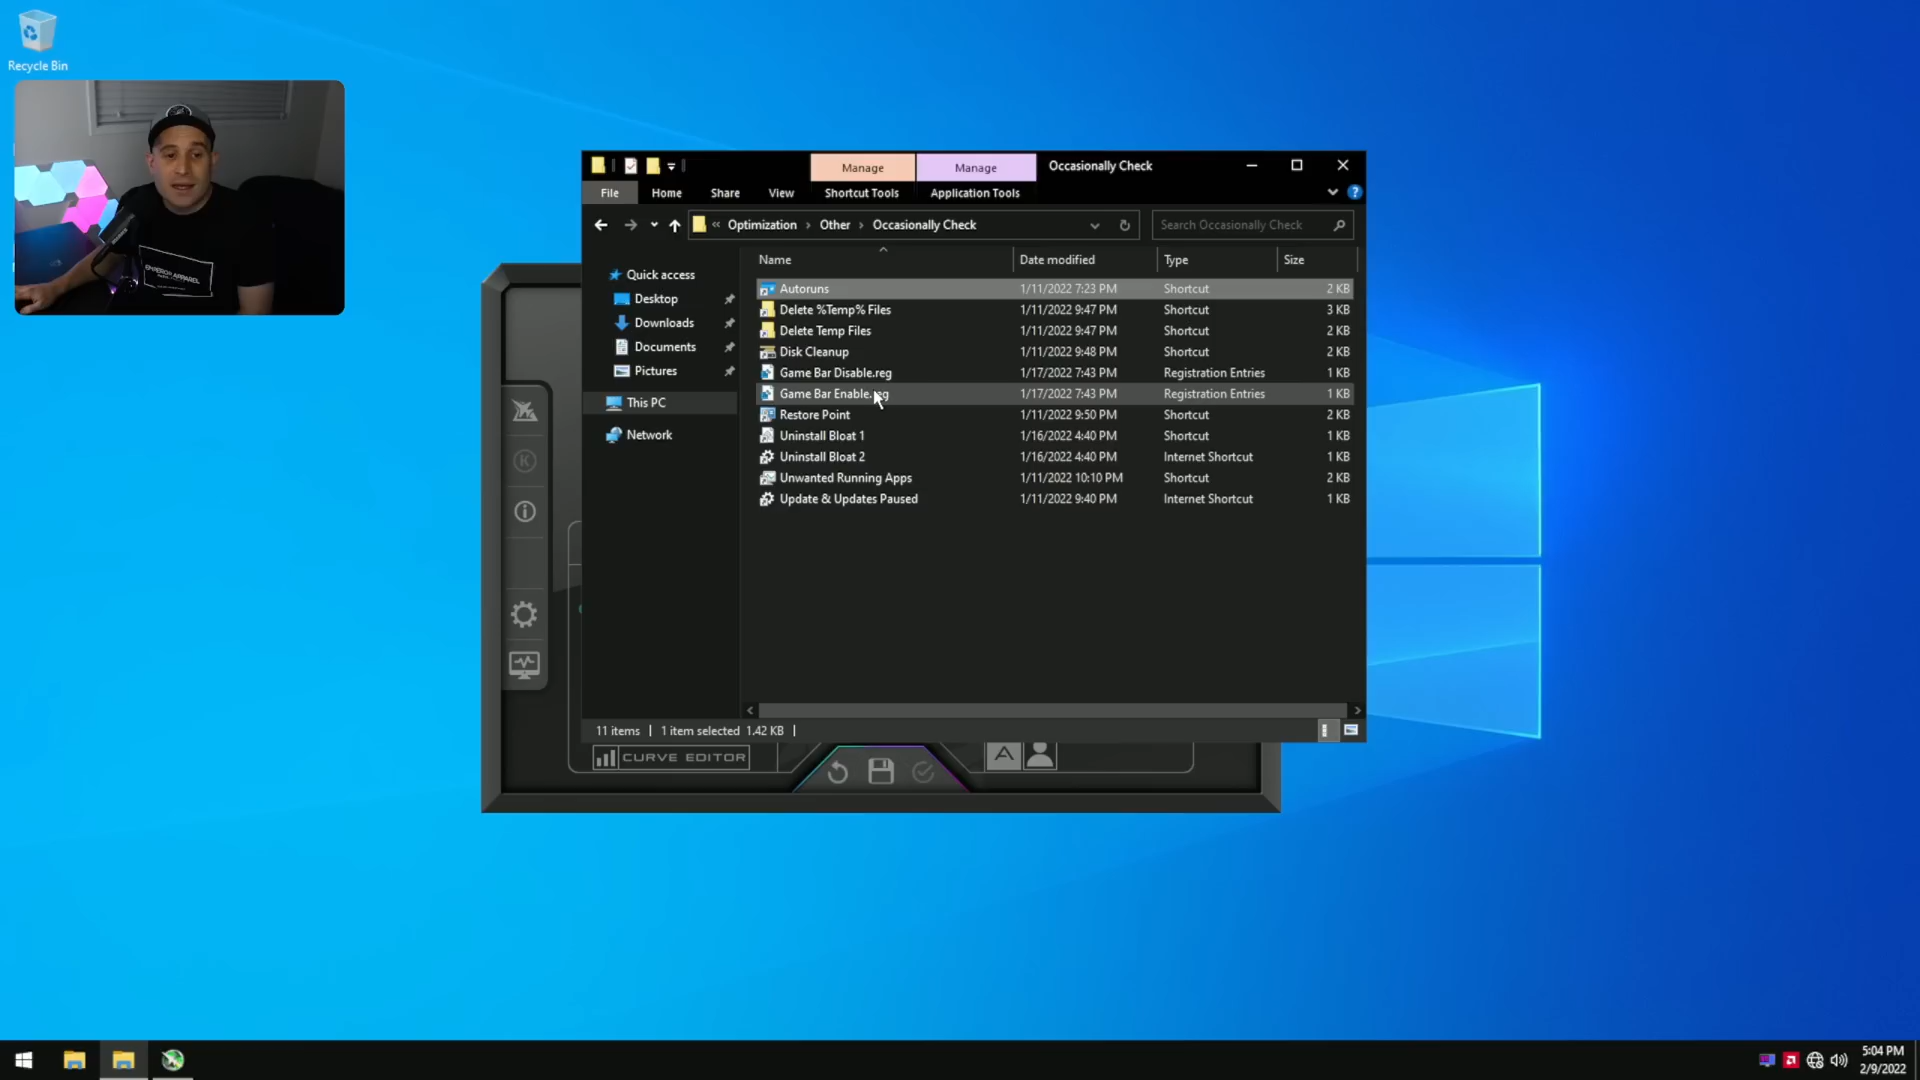 Recycle Bin
EMPEROR APPAREL
Manage
Manage
Occasionally Check
File
Home
Share
View
Shortcut Tools
Application Tools
Optimization
Other
Occasionally Check
Search Occasionally Check
Name
Date modified
Type
Size
Quick access
Desktop
Downloads
Documents
Pictures
This PC
Network
Autoruns 1/11/2022 7:23 PM Shortcut 2 KB
Delete %Temp% Files 1/11/2022 9:47 PM Shortcut 3 KB
Delete Temp Files 1/11/2022 9:47 PM Shortcut 2 KB
Disk Cleanup 1/11/2022 9:48 PM Shortcut 2 KB
Game Bar Disable.reg 1/17/2022 7:43 PM Registration Entries 1 KB
Game Bar Enable.reg 1/17/2022 7:43 PM Registration Entries 1 KB
Restore Point 1/11/2022 9:50 PM Shortcut 2 KB
Uninstall Bloat 1 1/16/2022 4:40 PM Shortcut 1 KB
Uninstall Bloat 2 1/16/2022 4:40 PM Internet Shortcut 1 KB
Unwanted Running Apps 1/11/2022 10:10 PM Shortcut 2 KB
Update & Updates Paused 1/11/2022 9:40 PM Internet Shortcut 1 KB
11 items
1 item selected 1.42 KB
K
CURVE EDITOR
A
5:04 PM
2/9/2022